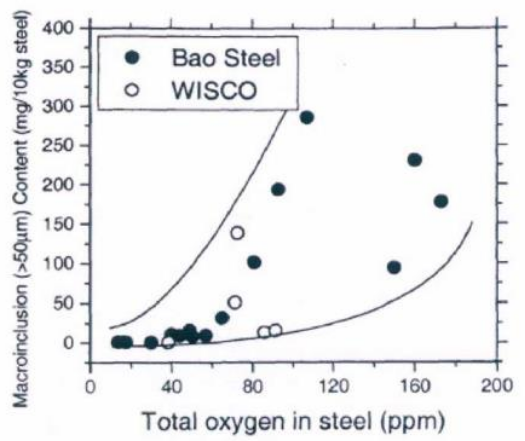 400
350
300
250
200
150
100
50
0
Macroinclusion (>50μm) Content (mg/10kg steel)
Bao Steel
WISCO
0 40 80 120 160 200
Total oxygen in steel (ppm)